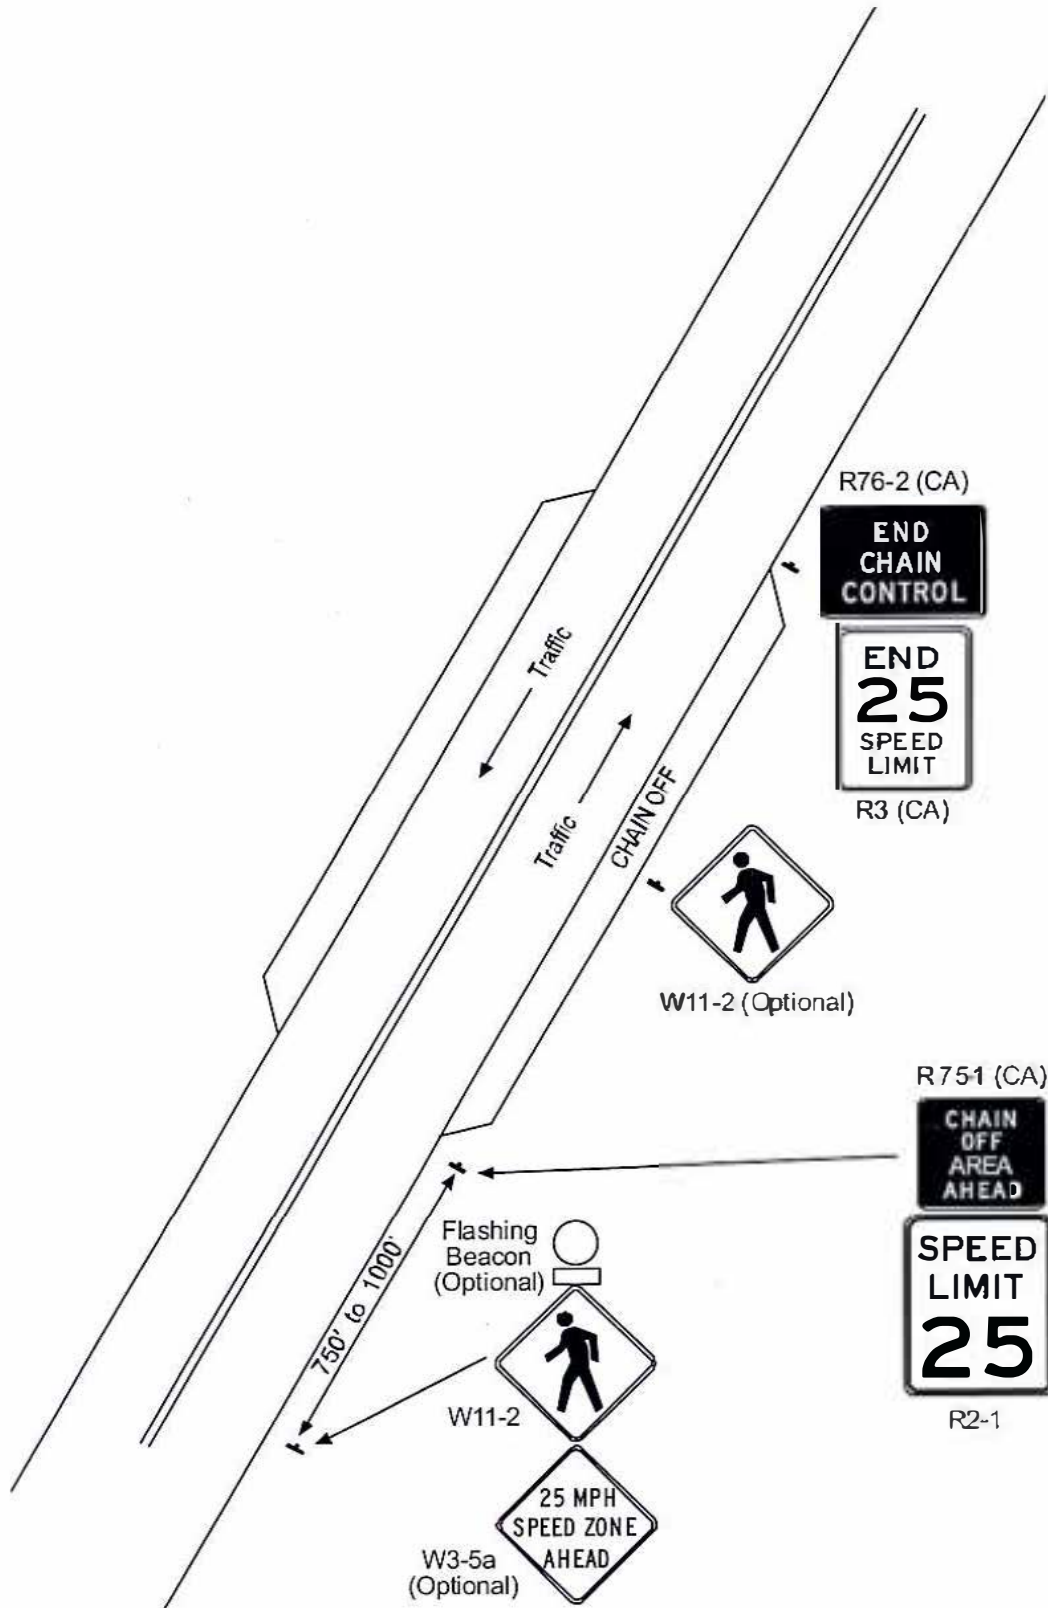 R76-2 (CA)
END
CHAIN
CONTROL
END
25
SPEED
LIMIT
R3 (CA)
Traffic
Traffic
CHAIN OFF
W11-2 (Optional)
R751 (CA)
CHAIN
OFF
AREA
AHEAD
SPEED
LIMIT
25
R2-1
Flashing
Beacon
(Optional)
750' to 1000'
W11-2
25 MPH
SPEED ZONE
AHEAD
W3-5a
(Optional)